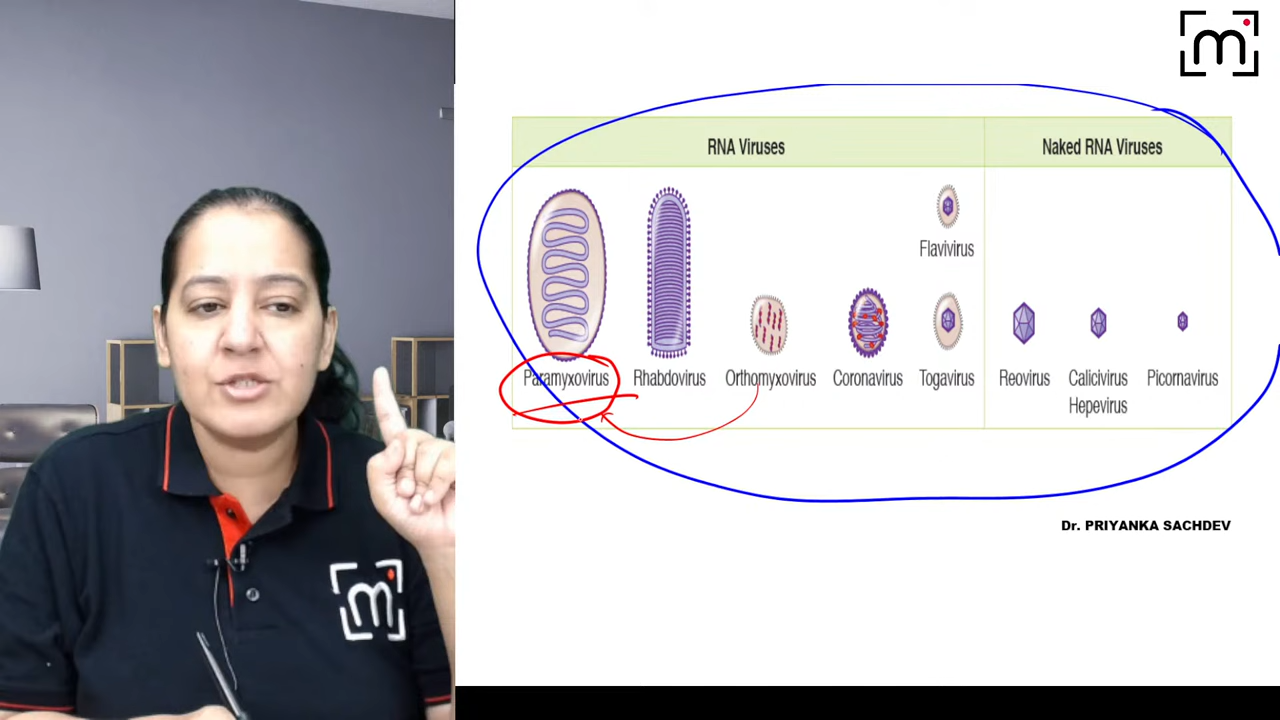 m
RNA Viruses
Naked RNA Viruses
Flavivirus
Paramyxovirus
Rhabdovirus
Orthomyxovirus
Coronavirus
Togavirus
Reovirus
Calicivirus
Hepevirus
Picornavirus
Dr. PRIYANKA SACHDEV
m